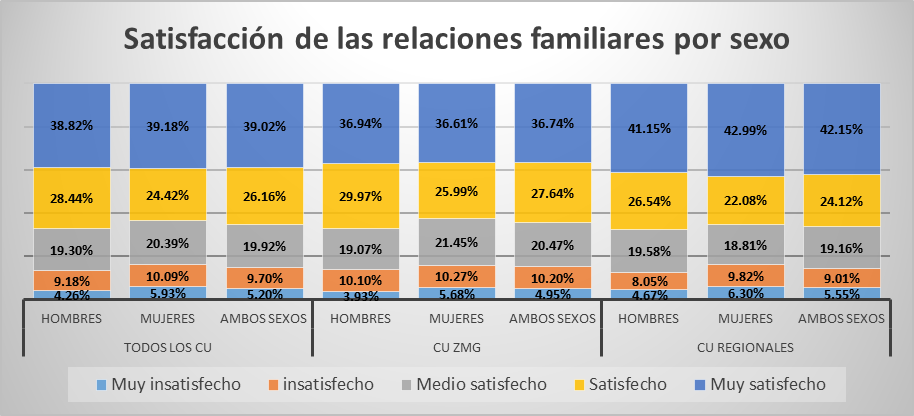 Satisfacción de las relaciones familiares por sexo
38.82% 39.18% 39.02% 36.94% 36.61% 36.74% 41.15% 42.99% 42.15%
28.44% 24.42% 26.16% 29.97% 25.99% 27.64% 26.54% 22.08% 24.12%
19.30% 20.39% 19.92% 19.07% 21.45% 20.47% 19.58% 18.81% 19.16%
9.18% 10.09% 9.70% 10.10% 10.27% 10.20% 8.05% 9.82% 9.01%
4.26% 5.93% 5.20% 3.93% 5.68% 4.95% 4.67% 6.30% 5.55%
HOMBRES MUJERES AMBOS SEXOS HOMBRES MUJERES AMBOS SEXOS HOMBRES MUJERES AMBOS SEXOS
TODOS LOS CU CU ZMG CU REGIONALES
Muy insatisfecho insatisfecho Medio satisfecho Satisfecho Muy satisfecho